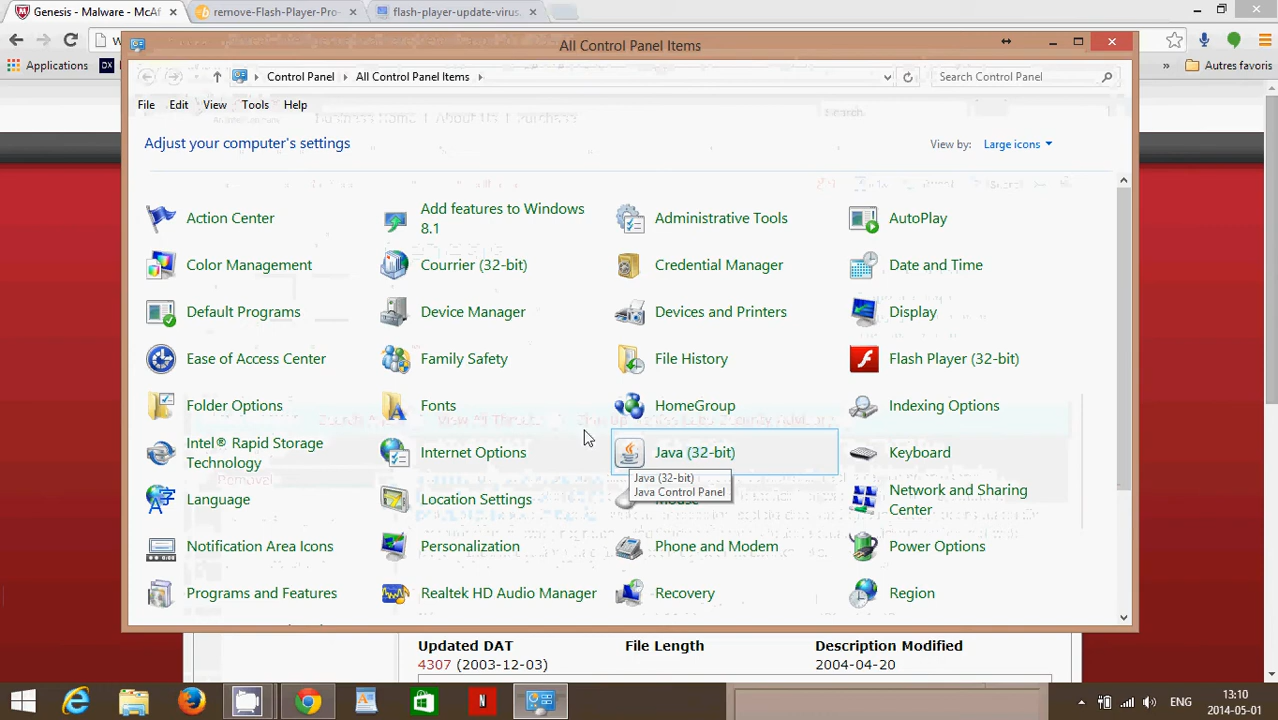 Genesis - Malware - McAf
remove-Flash-Player-Pro-
flash-player-update-virus.
All Control Panel Items
W
Applications
DX
»
Autres favoris
Control Panel
All Control Panel Items
Search Control Panel
File Edit View Tools Help
Adjust your computer's settings
View by: Large icons
Action Center
Add features to Windows
8.1
Administrative Tools
AutoPlay
Color Management
Courrier (32-bit)
Credential Manager
Date and Time
Default Programs
Device Manager
Devices and Printers
Display
Ease of Access Center
Family Safety
File History
Flash Player (32-bit)
Folder Options
Fonts
HomeGroup
Indexing Options
Intel® Rapid Storage
Technology
Internet Options
Java (32-bit)
Keyboard
Java (32-bit)
Java Control Panel
Language
Location Settings
Mouse
Network and Sharing
Center
Notification Area Icons
Personalization
Phone and Modem
Power Options
Programs and Features
Realtek HD Audio Manager
Recovery
Region
Updated DAT
File Length
Description Modified
4307 (2003-12-03)
2004-04-20
ENG
13:10
2014-05-01